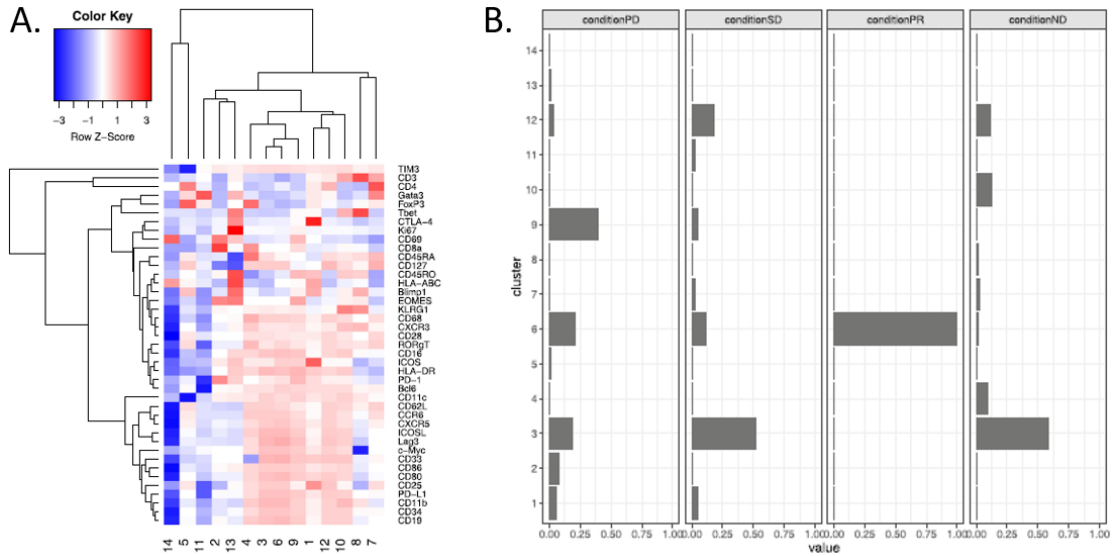 A.
Color Key
−3 −1 1 3
Row Z−Score
TIM3
CD3
CD4
Gata3
FoxP3
Tbet
CTLA−4
Ki67
CD69
CD8a
CD45RA
CD127
CD45RO
HLA−ABC
Blimp1
EOMES
KLRG1
CD68
CXCR3
CD28
RORgT
CD16
ICOS
HLA−DR
PD−1
Bcl6
CD11c
CD62L
CCR6
CXCR5
ICOSL
Lag3
c−Myc
CD33
CD86
CD80
CD25
PD−L1
CD11b
CD34
CD19
14 5 11 2 13 4 3 6 9 1 12 10 8 7
B.
conditionPD conditionSD conditionPR conditionND
cluster
14
13
12
11
10
9
8
7
6
5
4
3
2
1
0.00 0.25 0.50 0.75 1.00 0.00 0.25 0.50 0.75 1.00 0.00 0.25 0.50 0.75 1.00 0.00 0.25 0.50 0.75 1.00
value